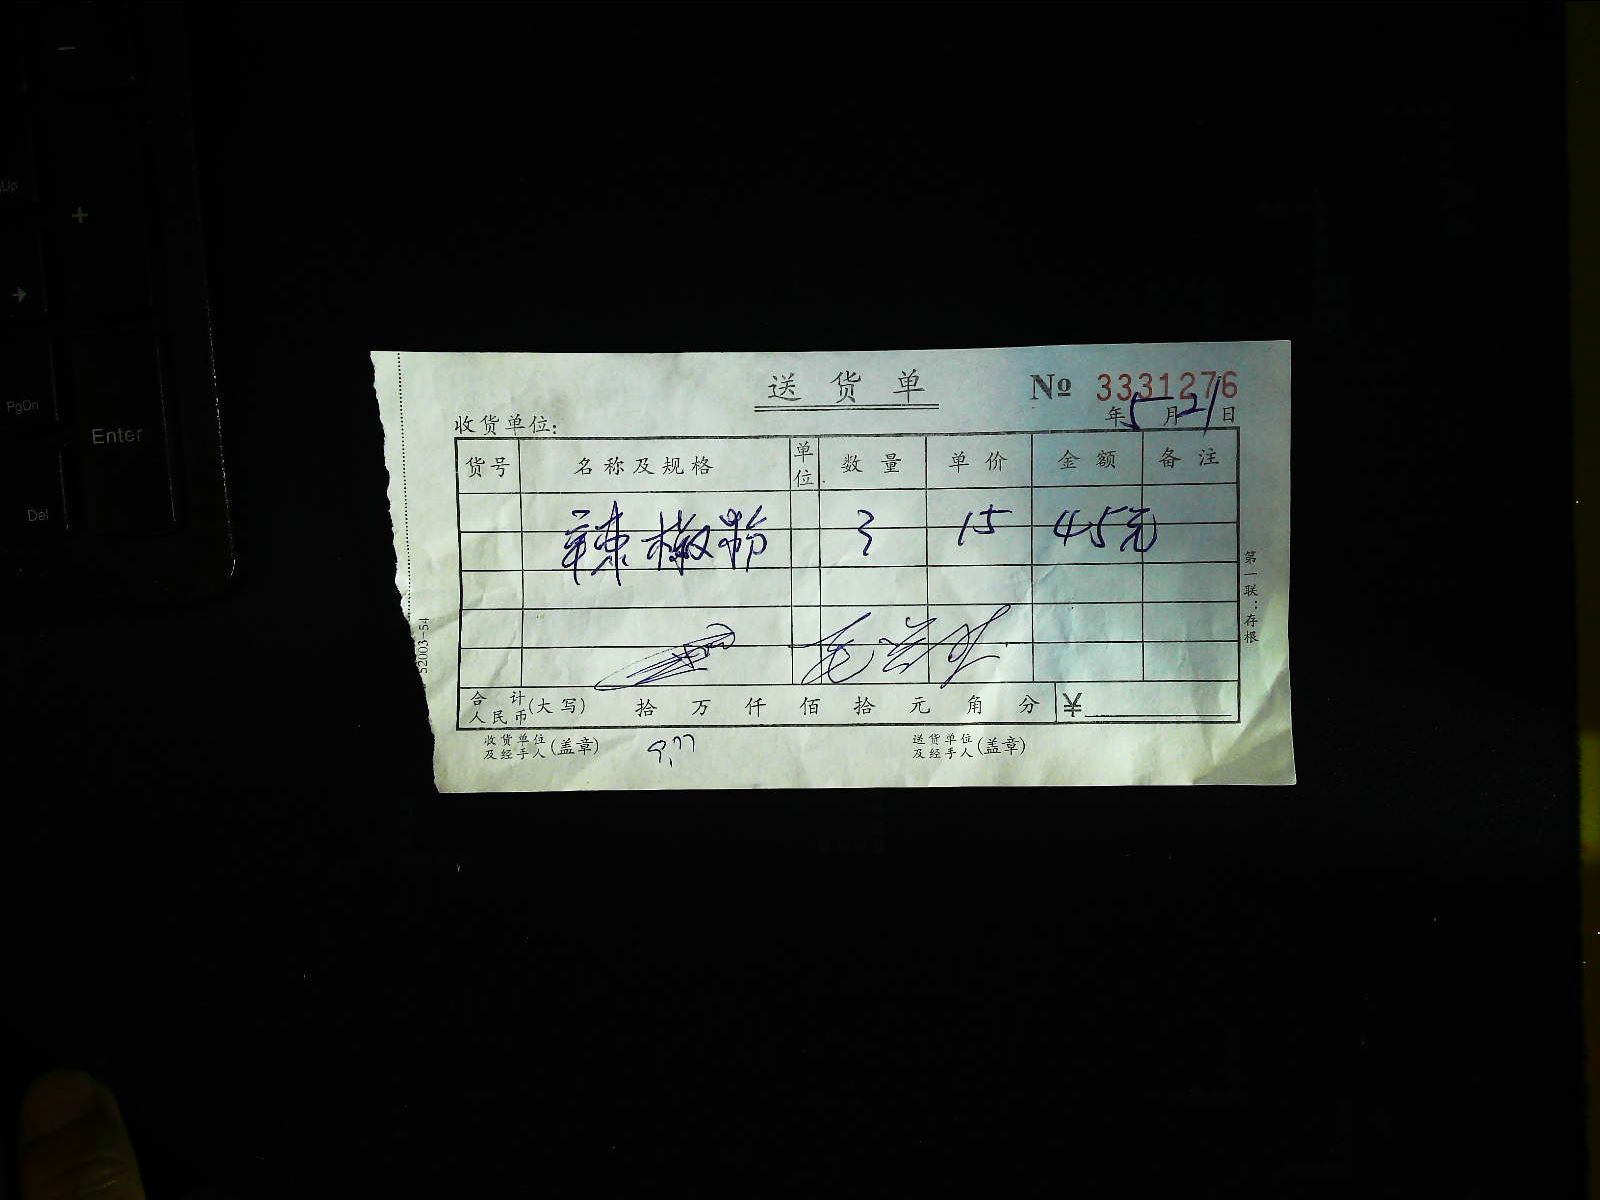 Enter
PgDn
Del
送货单 № 3331276
收货单位: 年5月21日
货号 名称及规格 单位 数量 单价 金额 备注
辣椒粉 3 15 45元
第一联:存根
52003-54
合计人民币(大写) 拾 万 仟 佰 拾 元 角 分 ¥
收货单位及经手人(盖章) 送货单位及经手人(盖章)